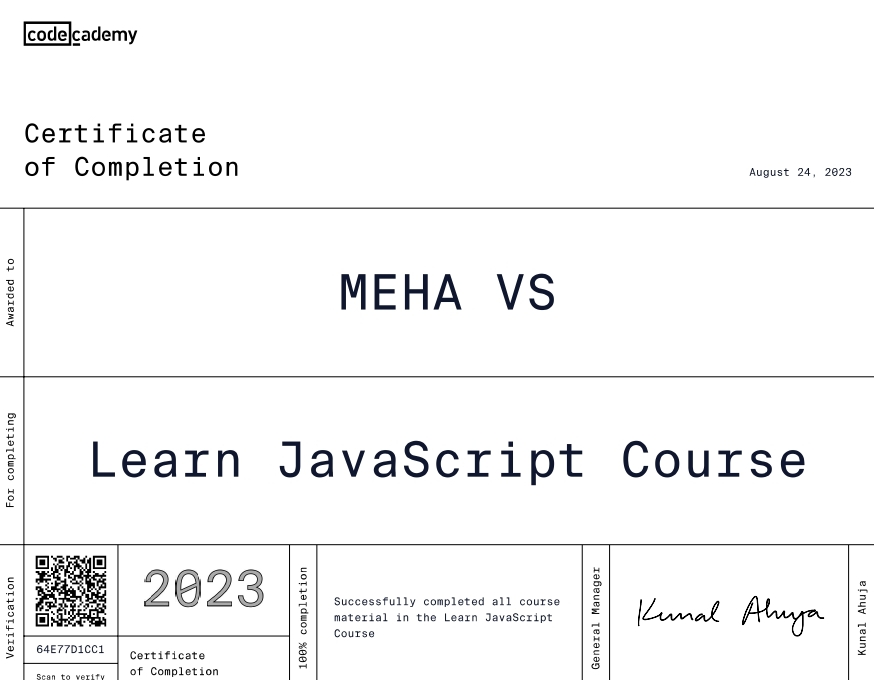 codecademy
Certificate
of Completion
August 24, 2023
Awarded to
MEHA VS
For completing
Learn JavaScript Course
Verification
64E77D1CC1
Scan to verify
2023
Certificate
of Completion
100% completion
Successfully completed all course
material in the Learn JavaScript
Course
General Manager
Kunal Ahuja
Kunal Ahuja